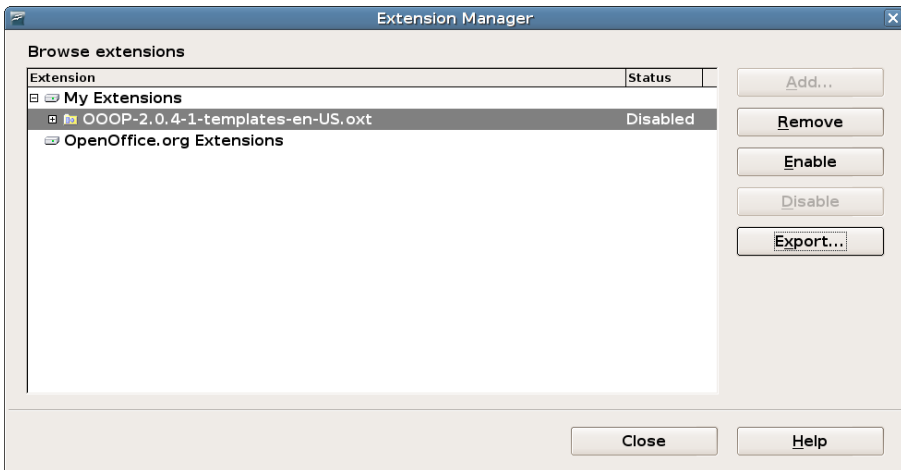 Extension Manager
Browse extensions
Extension Status
My Extensions
OOOP-2.0.4-1-templates-en-US.oxt Disabled
OpenOffice.org Extensions
Add...
Remove
Enable
Disable
Export...
Close
Help